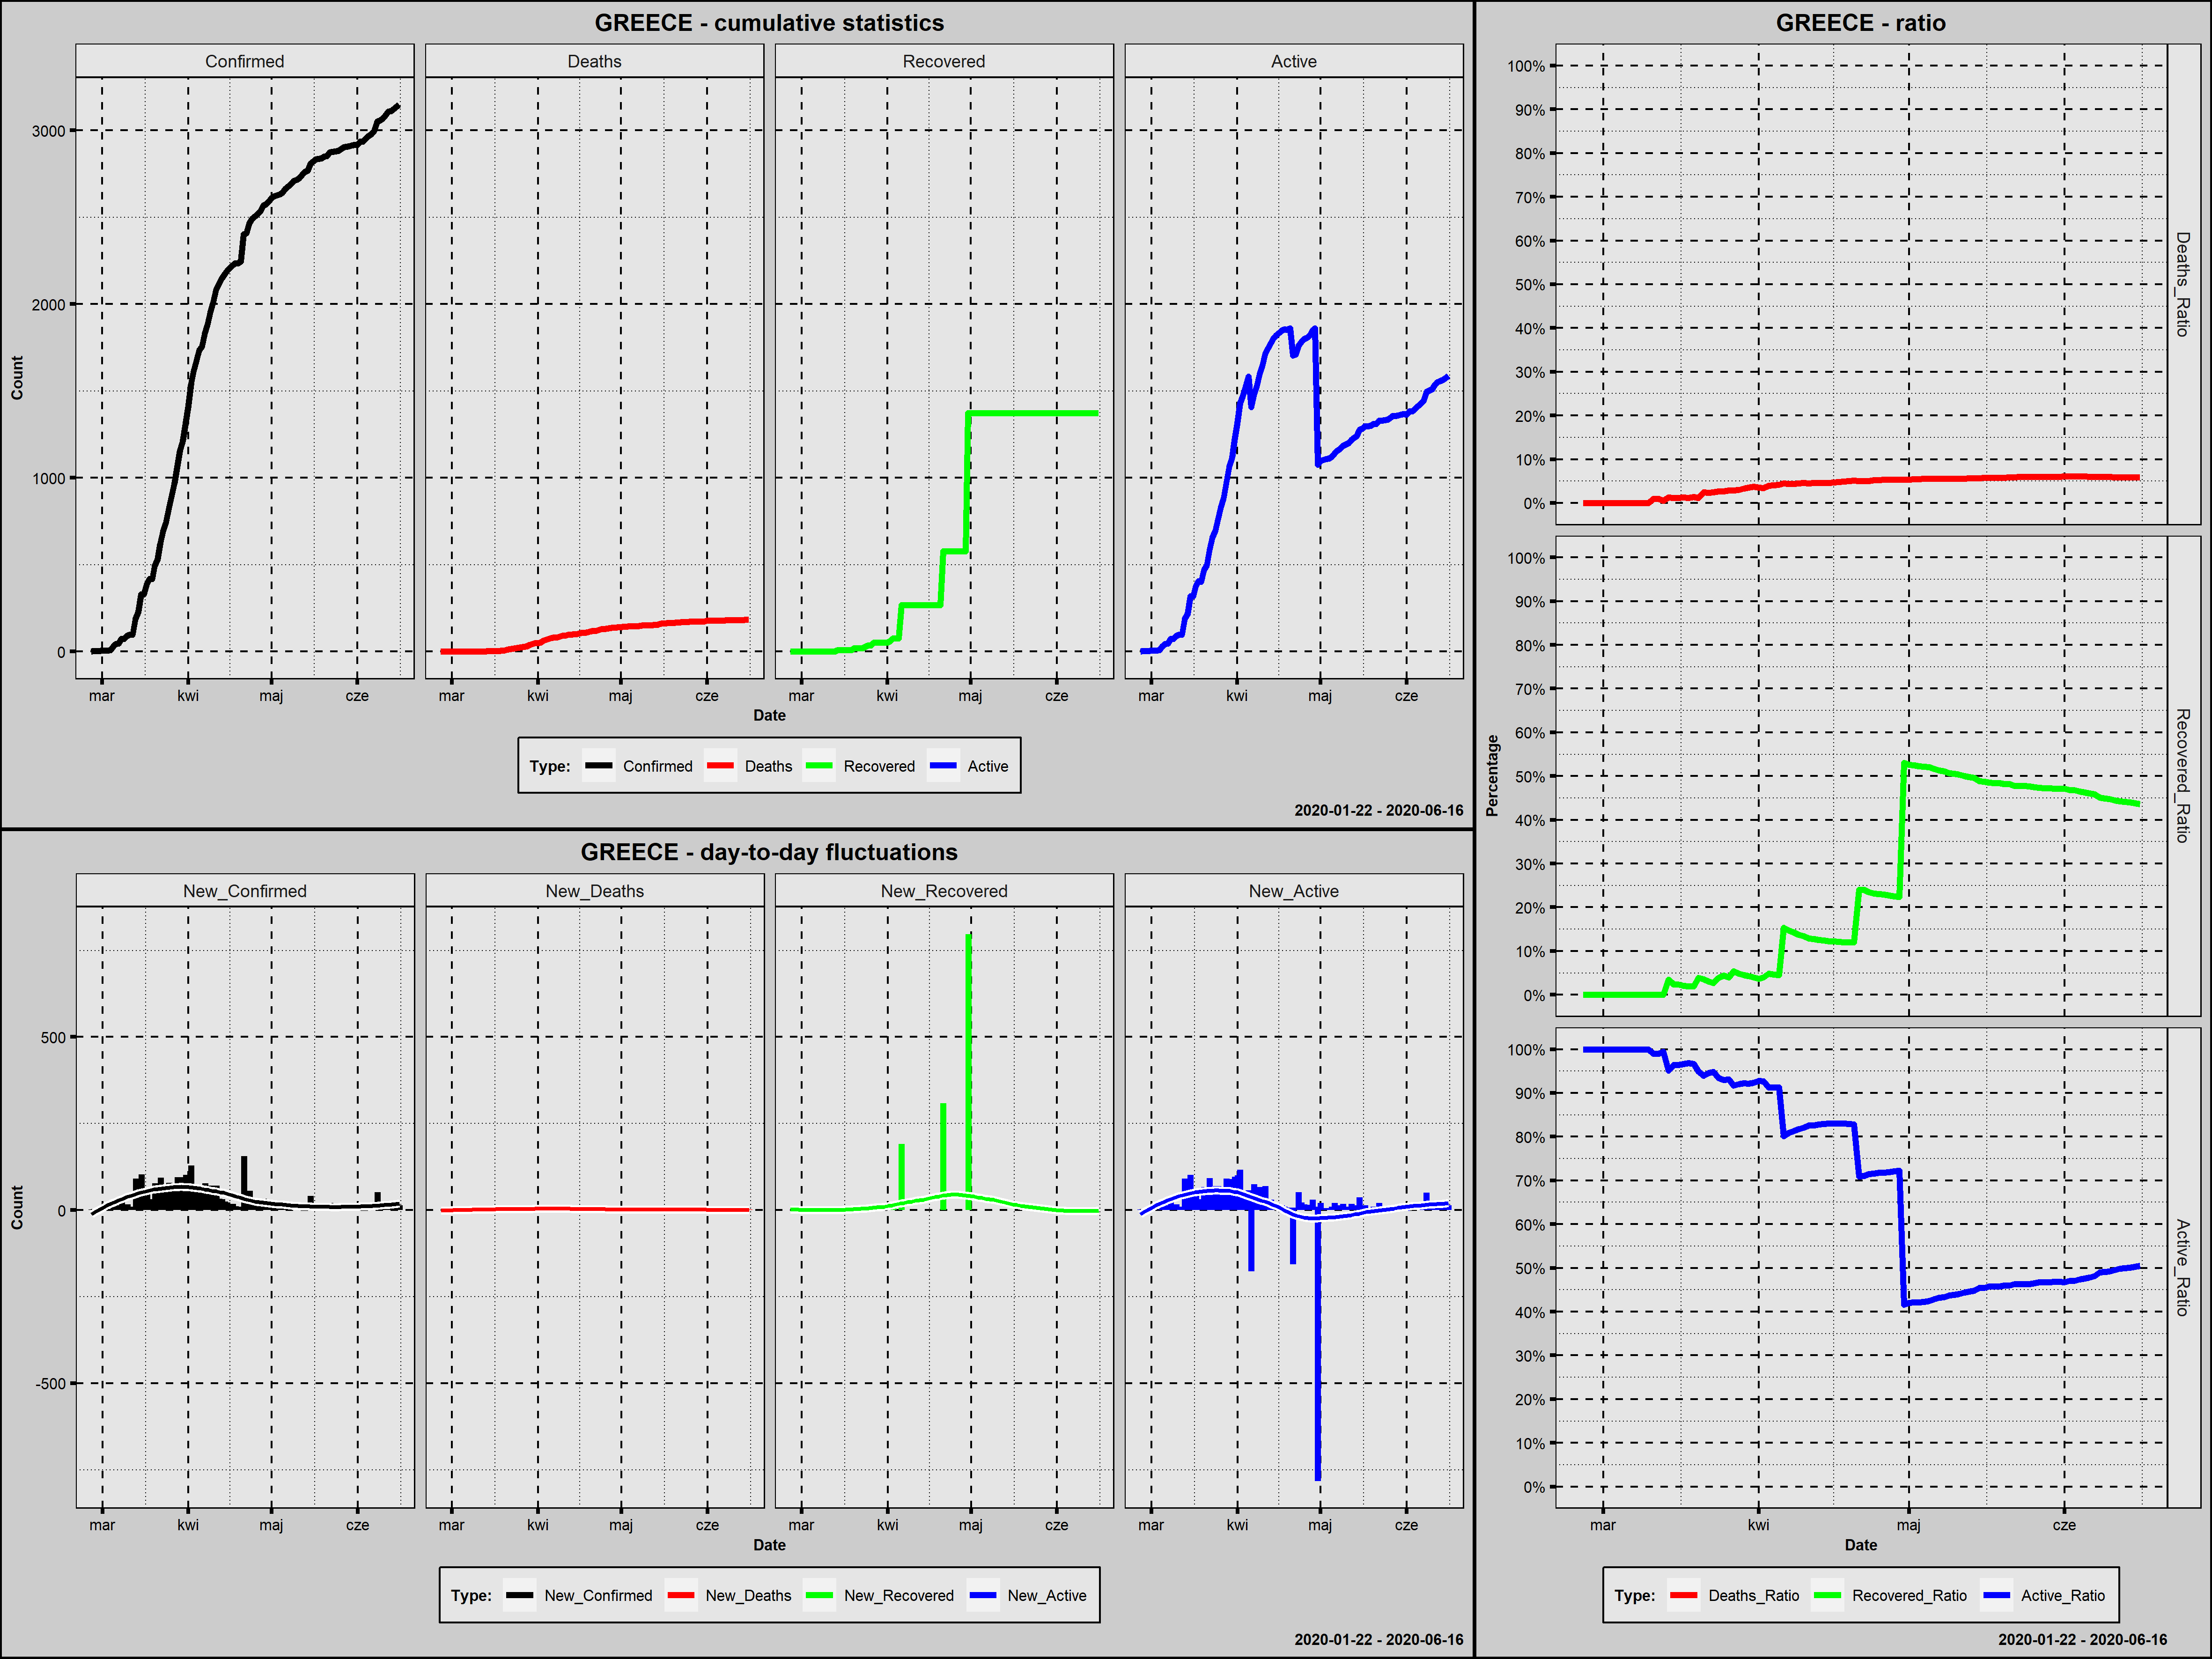 GREECE - cumulative statistics
Confirmed Deaths Recovered Active
3000
2000
1000
0
Count
mar kwi maj cze mar kwi maj cze mar kwi maj cze mar kwi maj cze
Date
Type: Confirmed Deaths Recovered Active
2020-01-22 - 2020-06-16
GREECE - day-to-day fluctuations
New_Confirmed New_Deaths New_Recovered New_Active
500
0
-500
Count
mar kwi maj cze mar kwi maj cze mar kwi maj cze mar kwi maj cze
Date
Type: New_Confirmed New_Deaths New_Recovered New_Active
2020-01-22 - 2020-06-16
GREECE - ratio
100%
90%
80%
70%
60%
50%
40%
30%
20%
10%
0%
Deaths_Ratio
100%
90%
80%
70%
60%
50%
40%
30%
20%
10%
0%
Recovered_Ratio
Percentage
100%
90%
80%
70%
60%
50%
40%
30%
20%
10%
0%
Active_Ratio
mar kwi maj cze
Date
Type: Deaths_Ratio Recovered_Ratio Active_Ratio
2020-01-22 - 2020-06-16